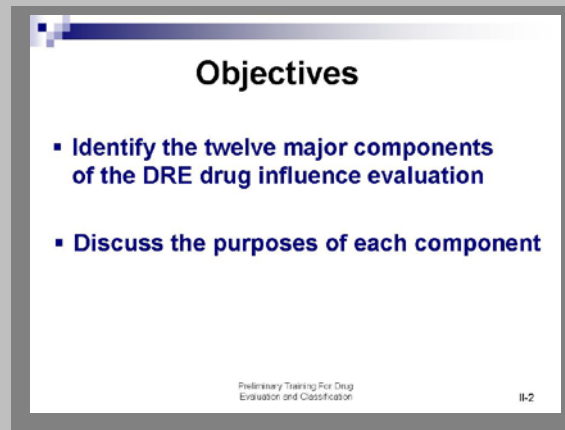 Objectives
▪ Identify the twelve major components
of the DRE drug influence evaluation
▪ Discuss the purposes of each component
Preliminary Training For Drug
Evaluation and Classification
II-2